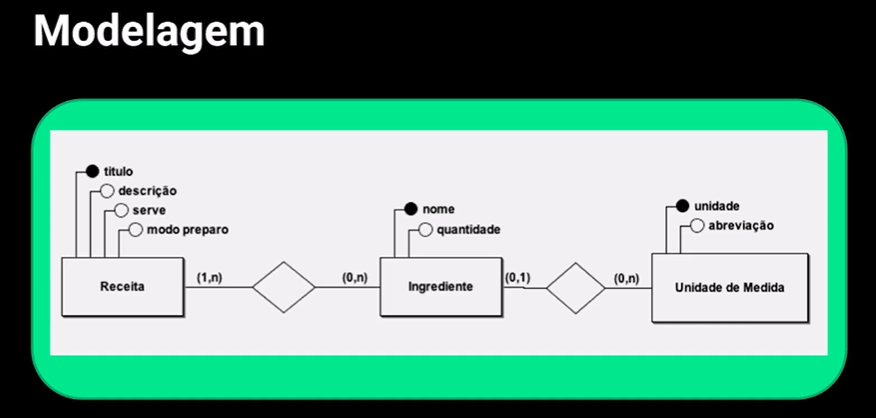 Modelagem
titulo
descrição
serve
modo preparo
Receita
(1,n)
(0,n)
nome
quantidade
Ingrediente
(0,1)
(0,n)
unidade
abreviação
Unidade de Medida